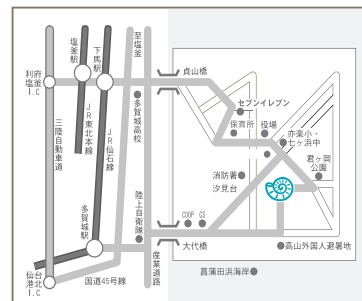 塩釜駅
下馬駅
至塩釜
利府塩釜I.C
貞山橋
セブンイレブン
保育所
役場
亦楽小・七ヶ浜中
多賀城高校
JR東北本線
JR仙石線
三陸自動車道
君ヶ岡公園
消防署
汐見台
陸上自衛隊
多賀城駅
COOP
GS
大代橋
高山外国人避暑地
産業道路
仙台港北I.C
国道45号線
菖蒲田浜海岸